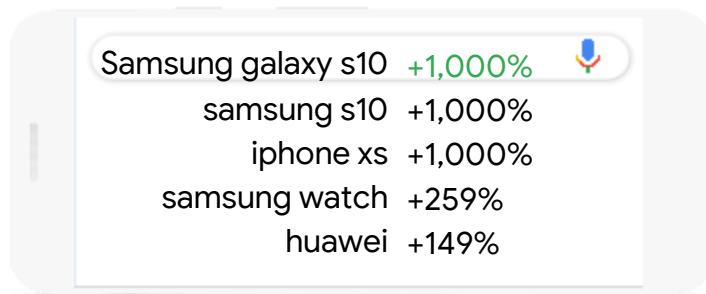 Samsung galaxy s10 +1,000%
samsung s10 +1,000%
iphone xs +1,000%
samsung watch +259%
huawei +149%